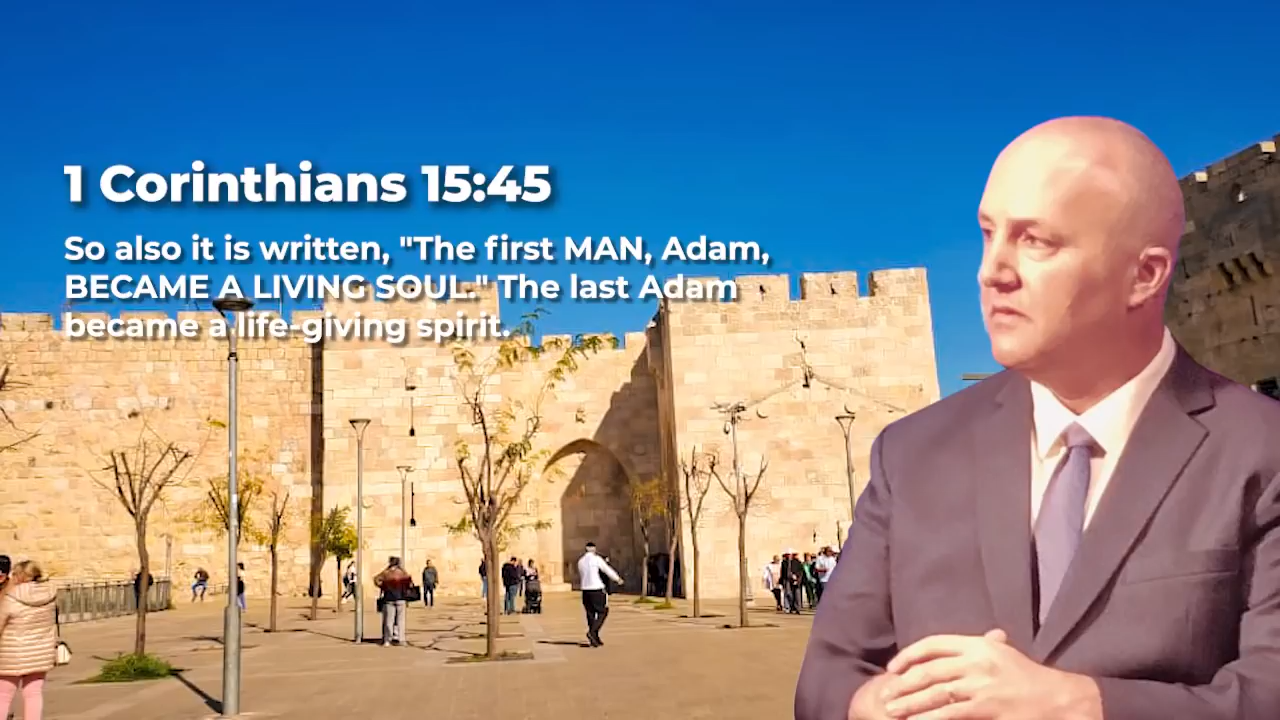 1 Corinthians 15:45
So also it is written, "The first MAN, Adam,
BECAME A LIVING SOUL." The last Adam
became a life-giving spirit.